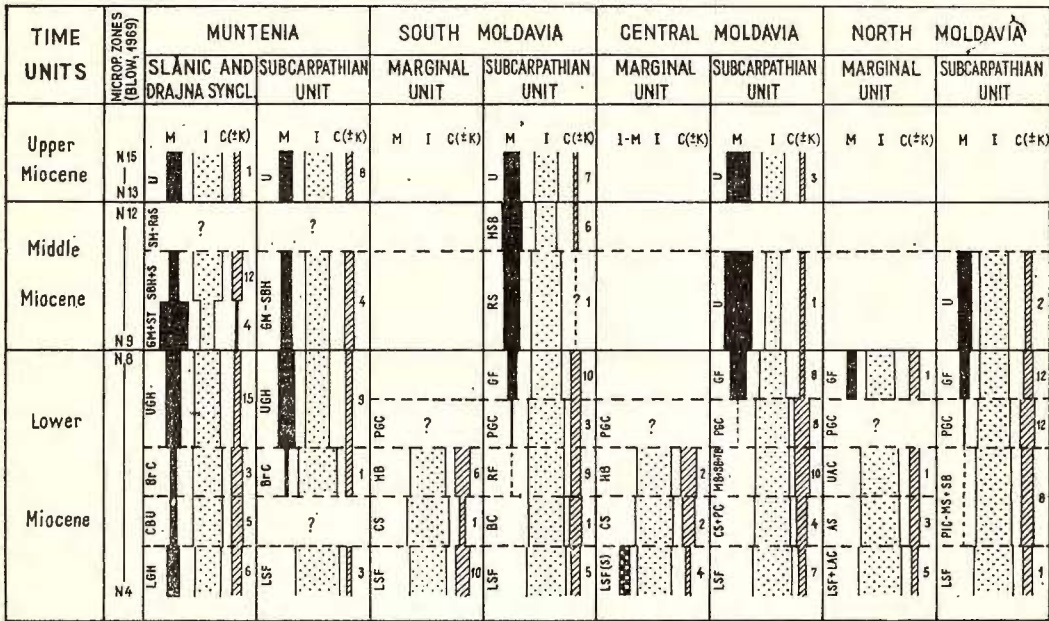 TIME UNITS
MICROP. ZONES (BLOW, 1969)
MUNTENIA
SOUTH MOLDAVIA
CENTRAL MOLDAVIA
NORTH MOLDAVIA
SLĂNIC AND DRAJNA SYNCL.
SUBCARPATHIAN UNIT
MARGINAL UNIT
SUBCARPATHIAN UNIT
MARGINAL UNIT
SUBCARPATHIAN UNIT
MARGINAL UNIT
SUBCARPATHIAN UNIT
Upper Miocene
N15
N13
M I C(±K)
M I C(±K)
M I C(±K)
M I C(±K)
I-M I C(±K)
M I C(±K)
M I C(±K)
M I C(±K)
U 1
U 8
U 7
U 3
Middle Miocene
N12
N9
SH-RaS ?
?
HSB 6
SBH+S 12
GM+ST 4
GM-SBH 4
RS ? 1
U 1
U 2
Lower Miocene
N8
N4
UGH 15
UGH 9
GF 10
GF 8
GF 1
GF 12
PGC ?
PGC 3
PGC ?
PGC 8
PGC ?
PGC 12
BrC 3
BrC 1
HB 6
RF 9
HB 2
10
UAC 1
CBU 5
?
CS 1
BC 1
CS 2
CS+PC 4
AS 3
PHC-MS+SB 8
LGH 6
LSF 3
LSF 10
LSF 5
LSF(S) 4
LSF 7
LSF+LAC 5
LSF 1